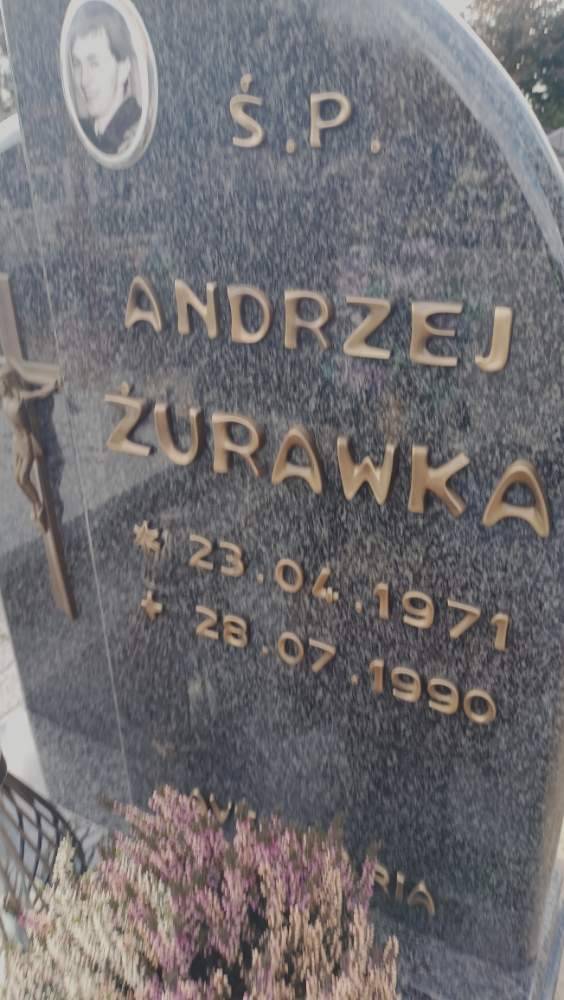 Ś.P.
ANDRZEJ
ŻURAWKA
* 23.04.1971
+ 28.07.1990